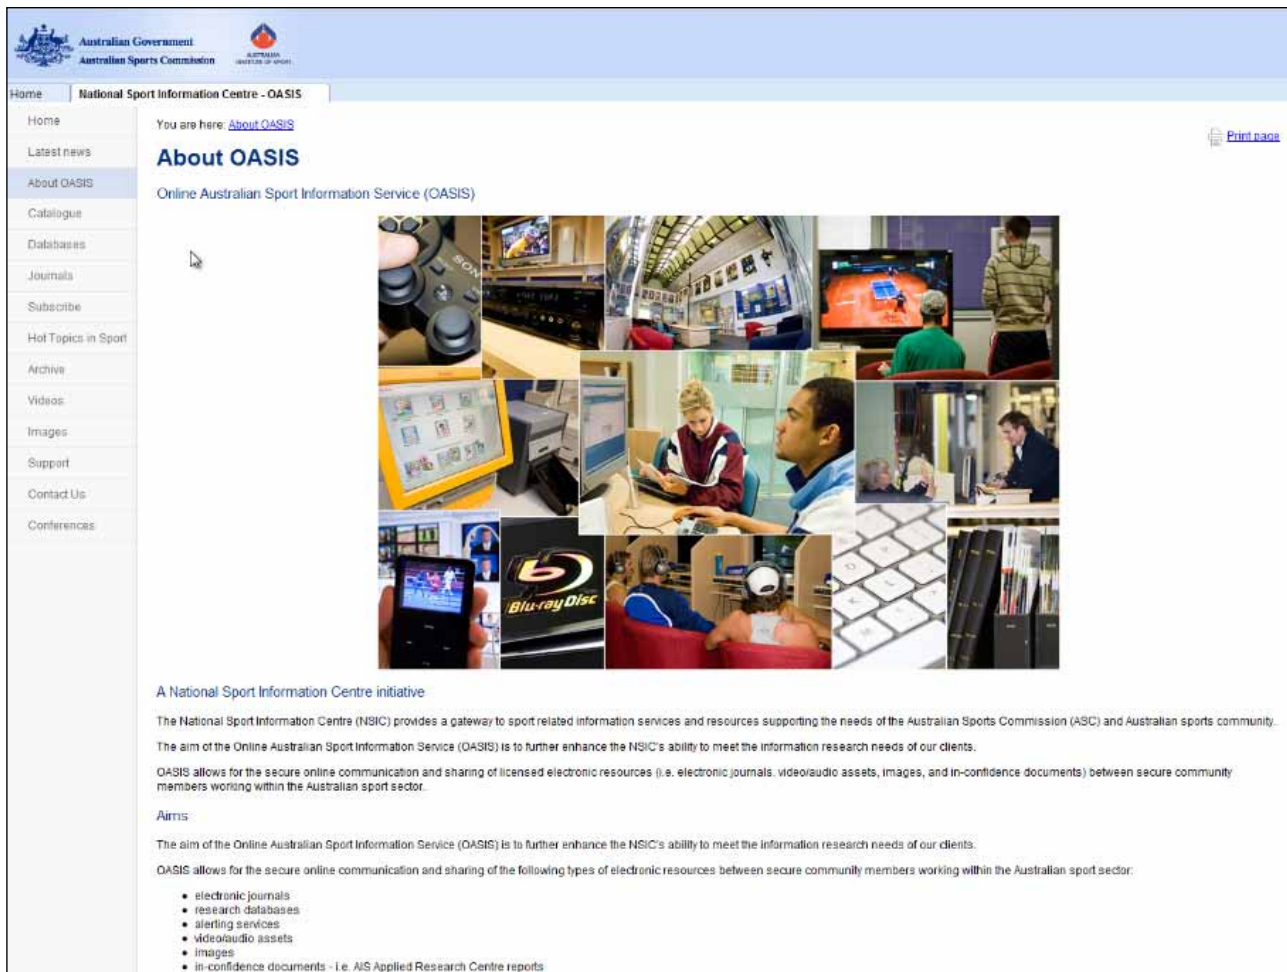 Australian Government
Australian Sports Commission
AUSTRALIAN
INSTITUTE OF SPORT
Home
National Sport Information Centre - OASIS
Home
Latest news
About OASIS
Catalogue
Databases
Journals
Subscribe
Hot Topics in Sport
Archive
Videos
Images
Support
Contact Us
Conferences
You are here: About OASIS
Print page
About OASIS
Online Australian Sport Information Service (OASIS)
SONY
Blu-ray Disc
A National Sport Information Centre initiative
The National Sport Information Centre (NSIC) provides a gateway to sport related information services and resources supporting the needs of the Australian Sports Commission (ASC) and Australian sports community.
The aim of the Online Australian Sport Information Service (OASIS) is to further enhance the NSIC's ability to meet the information research needs of our clients.
OASIS allows for the secure online communication and sharing of licensed electronic resources (i.e. electronic journals. video/audio assets, images, and in-confidence documents) between secure community
members working within the Australian sport sector.
Aims
The aim of the Online Australian Sport Information Service (OASIS) is to further enhance the NSIC's ability to meet the information research needs of our clients.
OASIS allows for the secure online communication and sharing of the following types of electronic resources between secure community members working within the Australian sport sector:
• electronic journals
• research databases
• alerting services
• video/audio assets
• images
• in-confidence documents - i.e. AIS Applied Research Centre reports